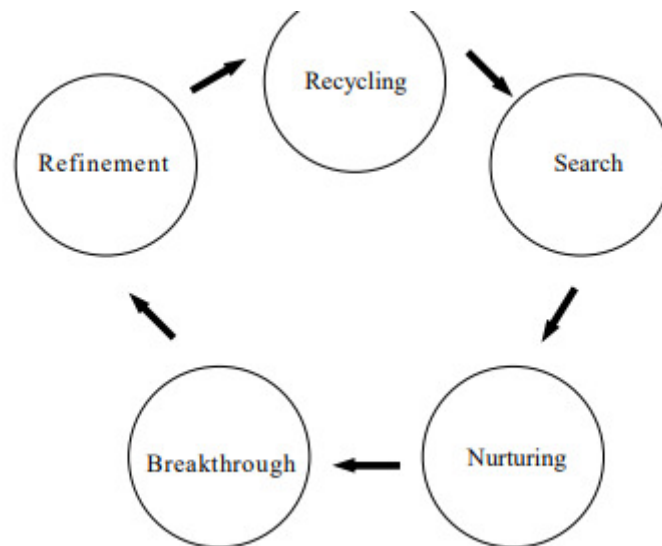 Recycling
Refinement
Search
Breakthrough
Nurturing